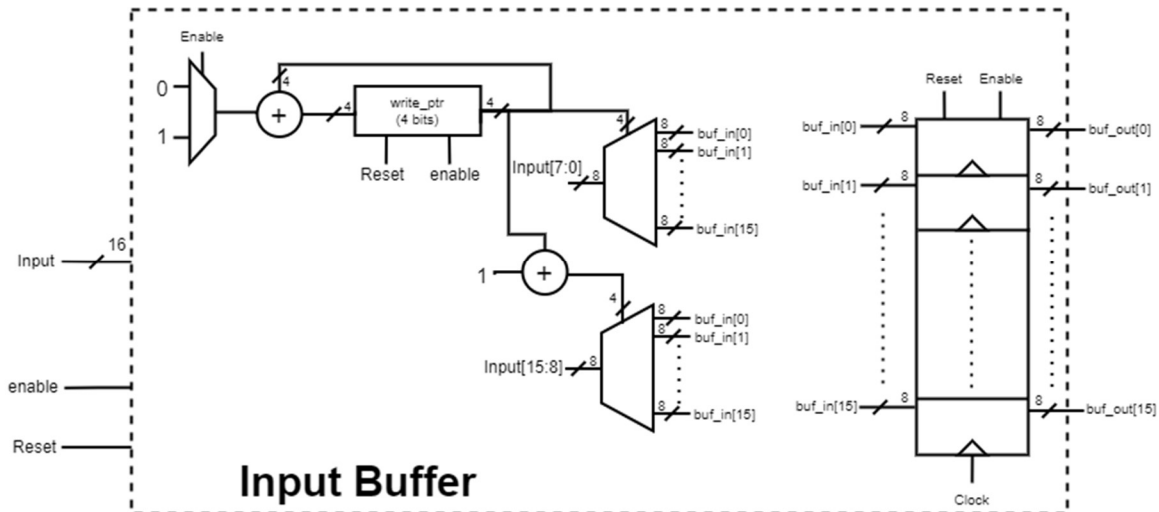 Enable
0
1
4
+
4
write_ptr
(4 bits)
4
Reset
enable
4
Input[7:0]
8
8
buf_in[0]
8
buf_in[1]
8
buf_in[15]
1
+
4
Input[15:8]
8
8
buf_in[0]
8
buf_in[1]
8
buf_in[15]
Reset
Enable
buf_in[0]
8
8
buf_out[0]
buf_in[1]
8
8
buf_out[1]
buf_in[15]
8
8
buf_out[15]
Clock
Input
16
enable
Reset
Input Buffer